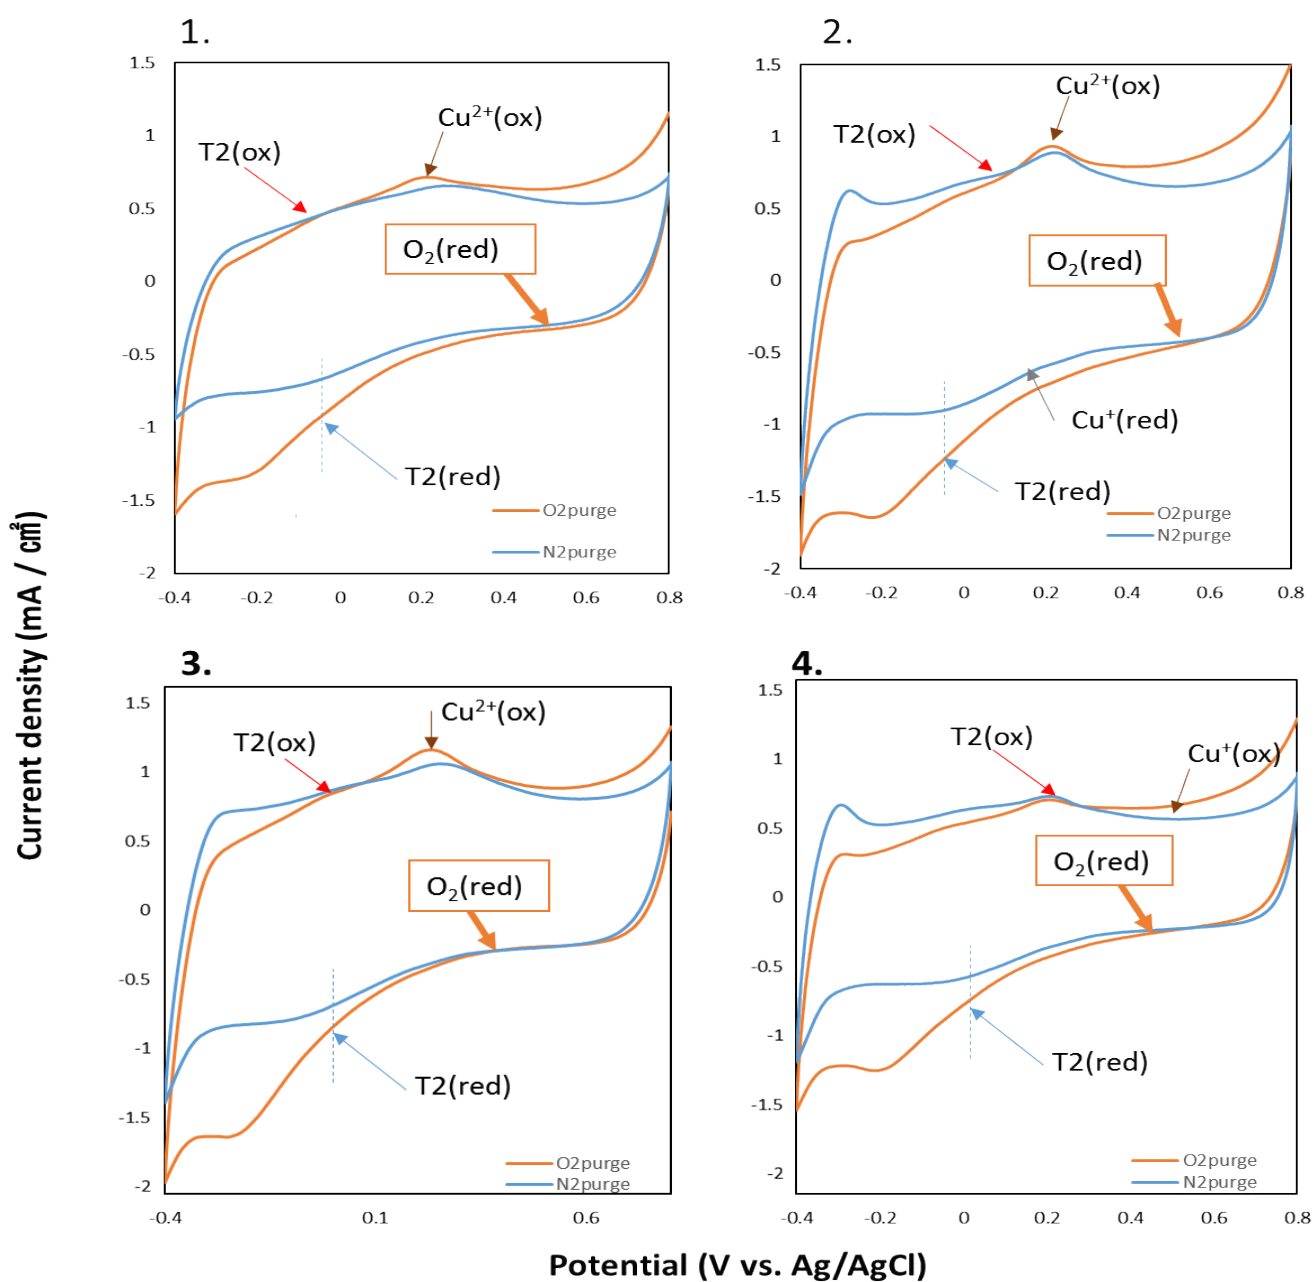 1.
1.5
1
0.5
0
-0.5
-1
-1.5
-2
-0.4 -0.2 0 0.2 0.4 0.6 0.8
T2(ox)
Cu²⁺(ox)
O₂(red)
T2(red)
O2purge
N2purge
2.
1.5
1
0.5
0
-0.5
-1
-1.5
-2
-0.4 -0.2 0 0.2 0.4 0.6 0.8
Cu²⁺(ox)
T2(ox)
O₂(red)
Cu⁺(red)
T2(red)
O2purge
N2purge
3.
1.5
1
0.5
0
-0.5
-1
-1.5
-2
-0.4 0.1 0.6
Cu²⁺(ox)
T2(ox)
O₂(red)
T2(red)
O2purge
N2purge
4.
1.5
1
0.5
0
-0.5
-1
-1.5
-2
-0.4 -0.2 0 0.2 0.4 0.6 0.8
T2(ox)
Cu⁺(ox)
O₂(red)
T2(red)
O2purge
N2purge
Current density (mA / ㎠)
Potential (V vs. Ag/AgCl)